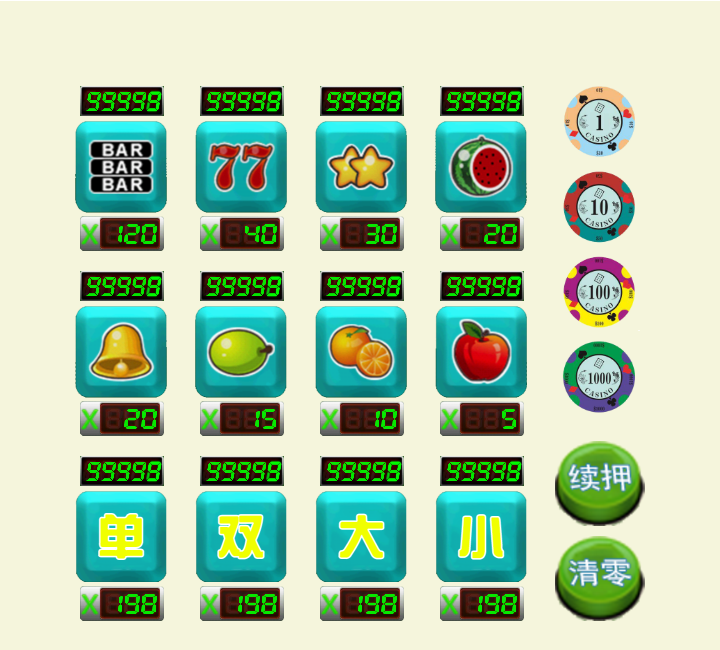 99998 99998 99998 99998
BAR
BAR
BAR
77
1
CASINO
X 120 X 40 X 30 X 20
10
CASINO
99998 99998 99998 99998
100
CASINO
X 20 X 15 X 10 X 5
1000
CASINO
99998 99998 99998 99998
续押
单 双 大 小
清零
X 198 X 198 X 198 X 198